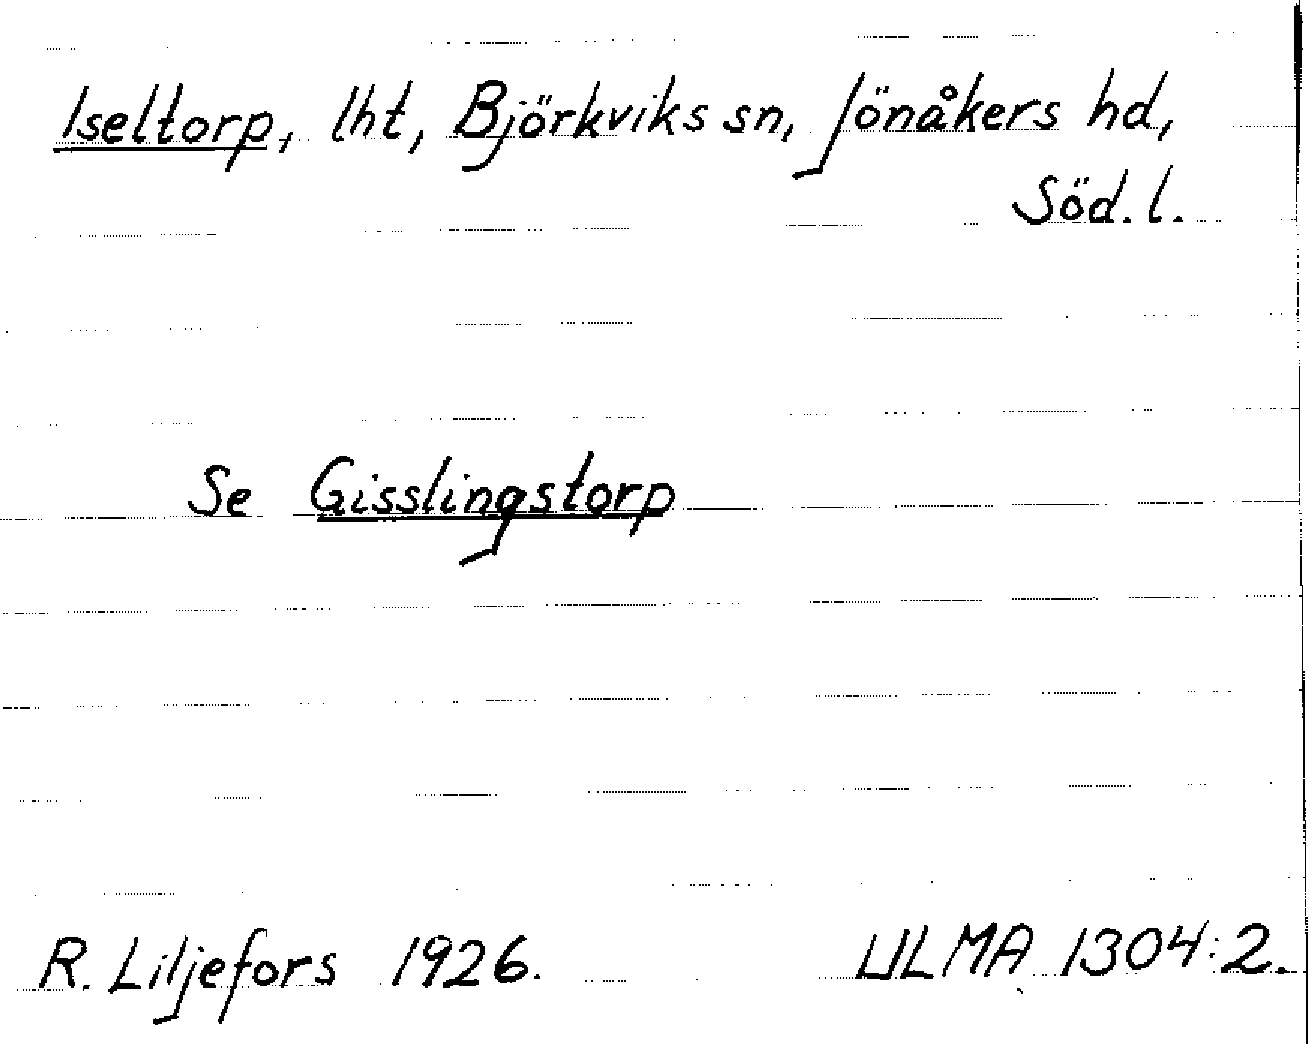 Iseltorp, lht, Björkviks sn, Jönåkers hd,
Söd. l.
Se Gisslingstorp
R. Liljefors 1926. ULMA 1304:2.